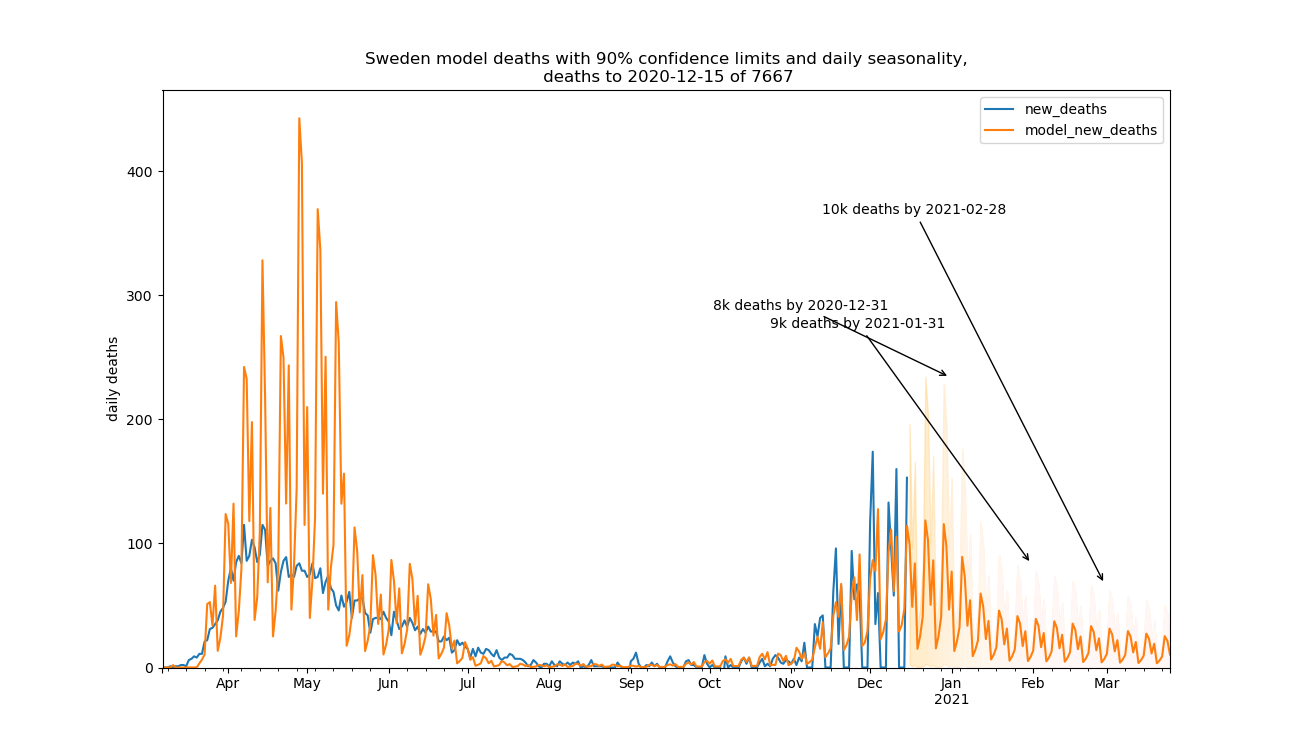 Sweden model deaths with 90% confidence limits and daily seasonality,
deaths to 2020-12-15 of 7667
new_deaths
model_new_deaths
10k deaths by 2021-02-28
8k deaths by 2020-12-31
9k deaths by 2021-01-31
daily deaths
400
300
200
100
0
Apr May Jun Jul Aug Sep Oct Nov Dec Jan Feb Mar
2021